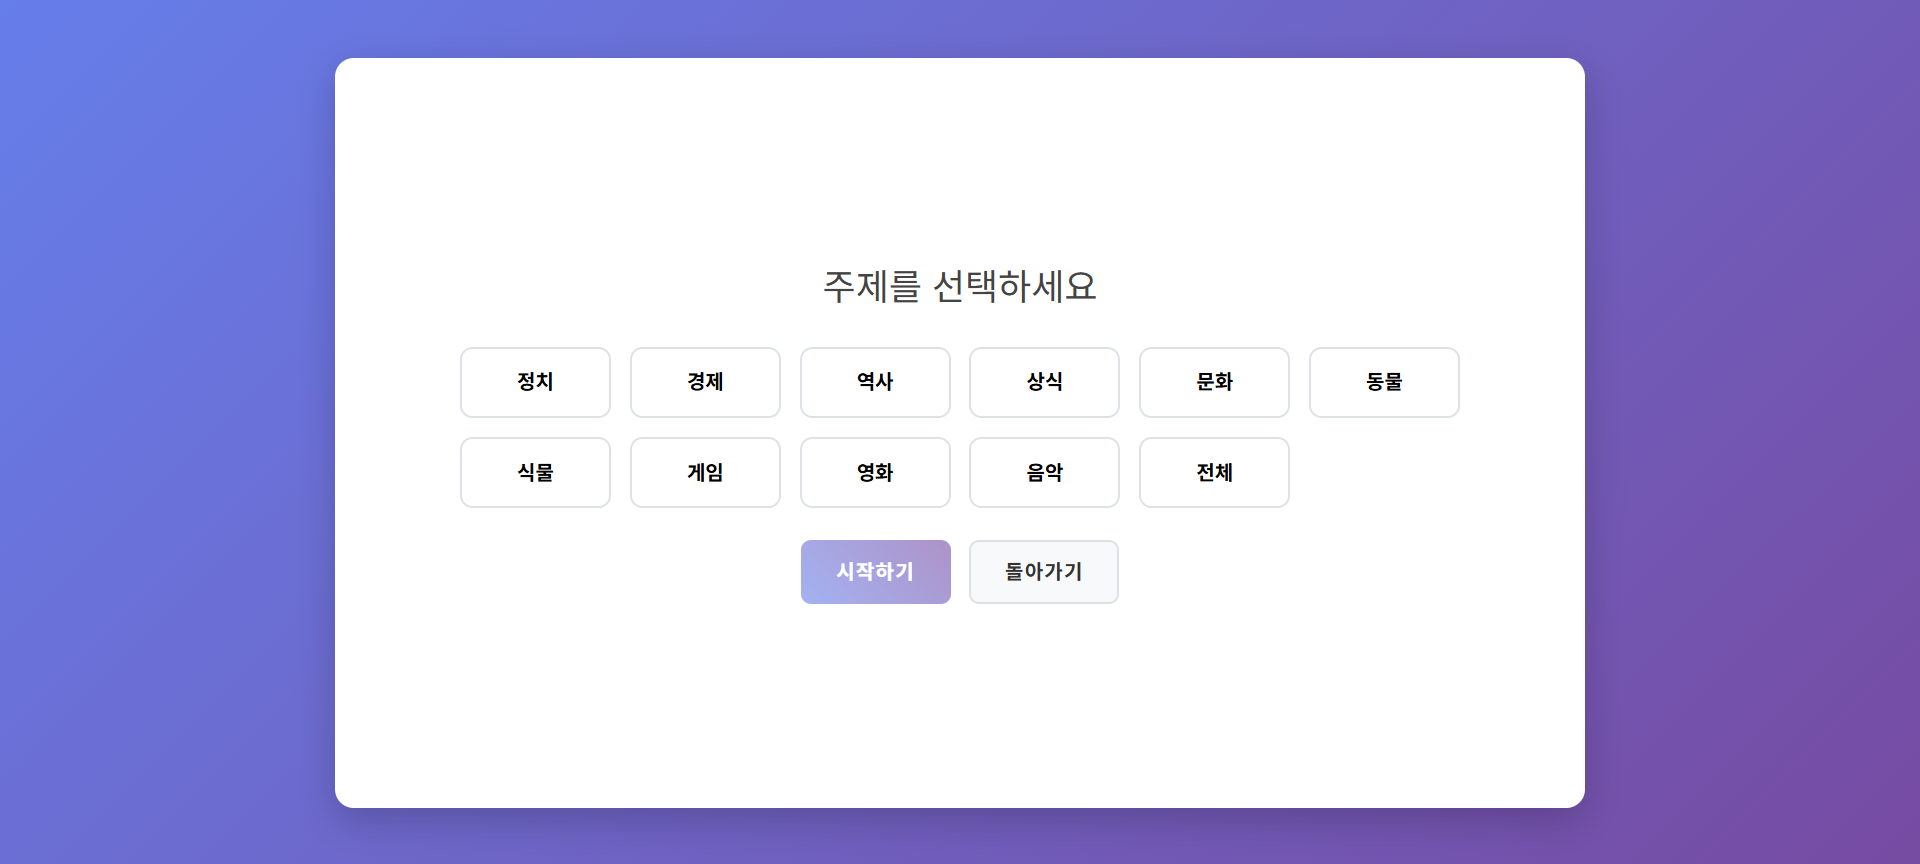 주제를 선택하세요
정치 경제 역사 상식 문화 동물
식물 게임 영화 음악 전체
시작하기 돌아가기